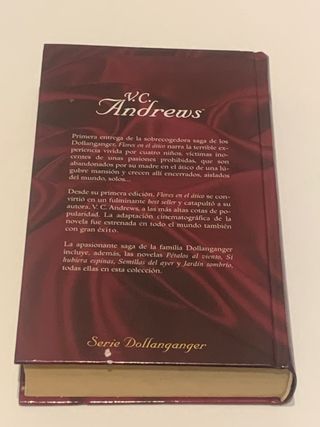 V.C.
Andrews
Primera entrega de la sobrecogedora saga de los
Dollanganger, Flores en el ático narra la terrible ex-
periencia vivida por cuatro niños, víctimas ino-
centes de unas pasiones prohibidas, que son
abandonados por su madre en el ático de una lú-
gubre mansión y crecen allí encerrados, aislados
del mundo, solos...
Desde su primera edición, Flores en el ático se con-
virtió en un fulminante best seller y catapultó a su
autora, V. C. Andrews, a las más altas cotas de po-
pularidad. La adaptación cinematográfica de la
novela fue estrenada en todo el mundo también
con gran éxito.
La apasionante saga de la familia Dollanganger
incluye, además, las novelas Pétalos al viento, Si
hubiera espinas, Semillas del ayer y Jardín sombrío,
todas ellas en esta colección.
Serie Dollanganger